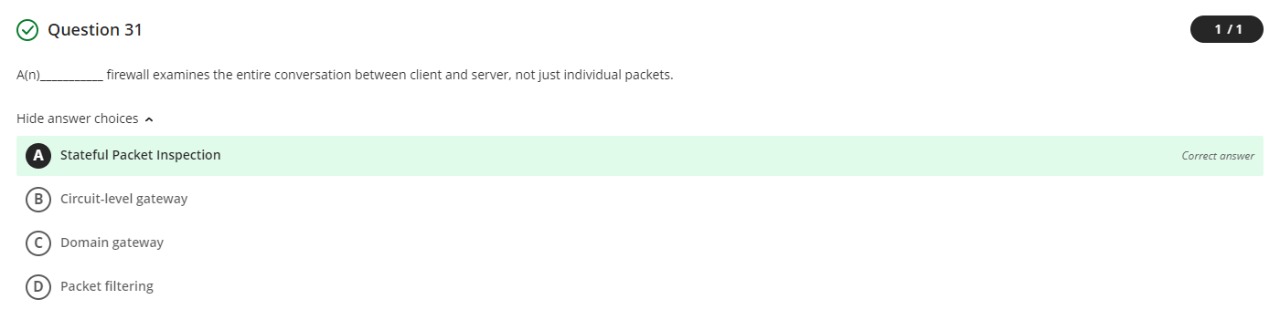 Question 31
1 / 1
A(n)___________ firewall examines the entire conversation between client and server, not just individual packets.
Hide answer choices
A Stateful Packet Inspection
Correct answer
B Circuit-level gateway
C Domain gateway
D Packet filtering